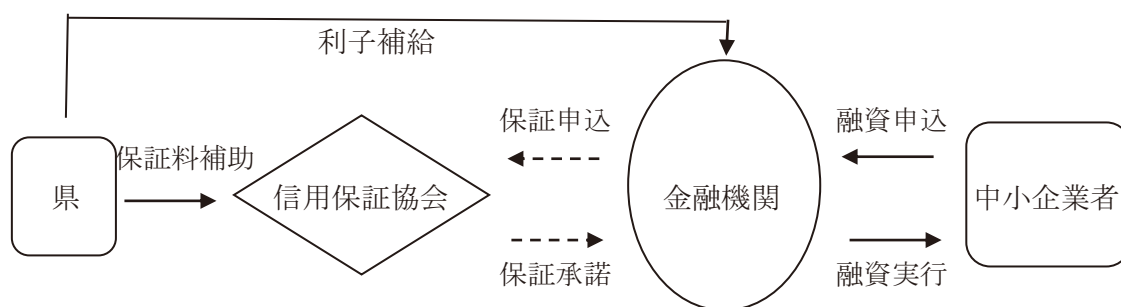 利子補給
保証申込
融資申込
保証料補助
県
信用保証協会
金融機関
中小企業者
保証承諾
融資実行